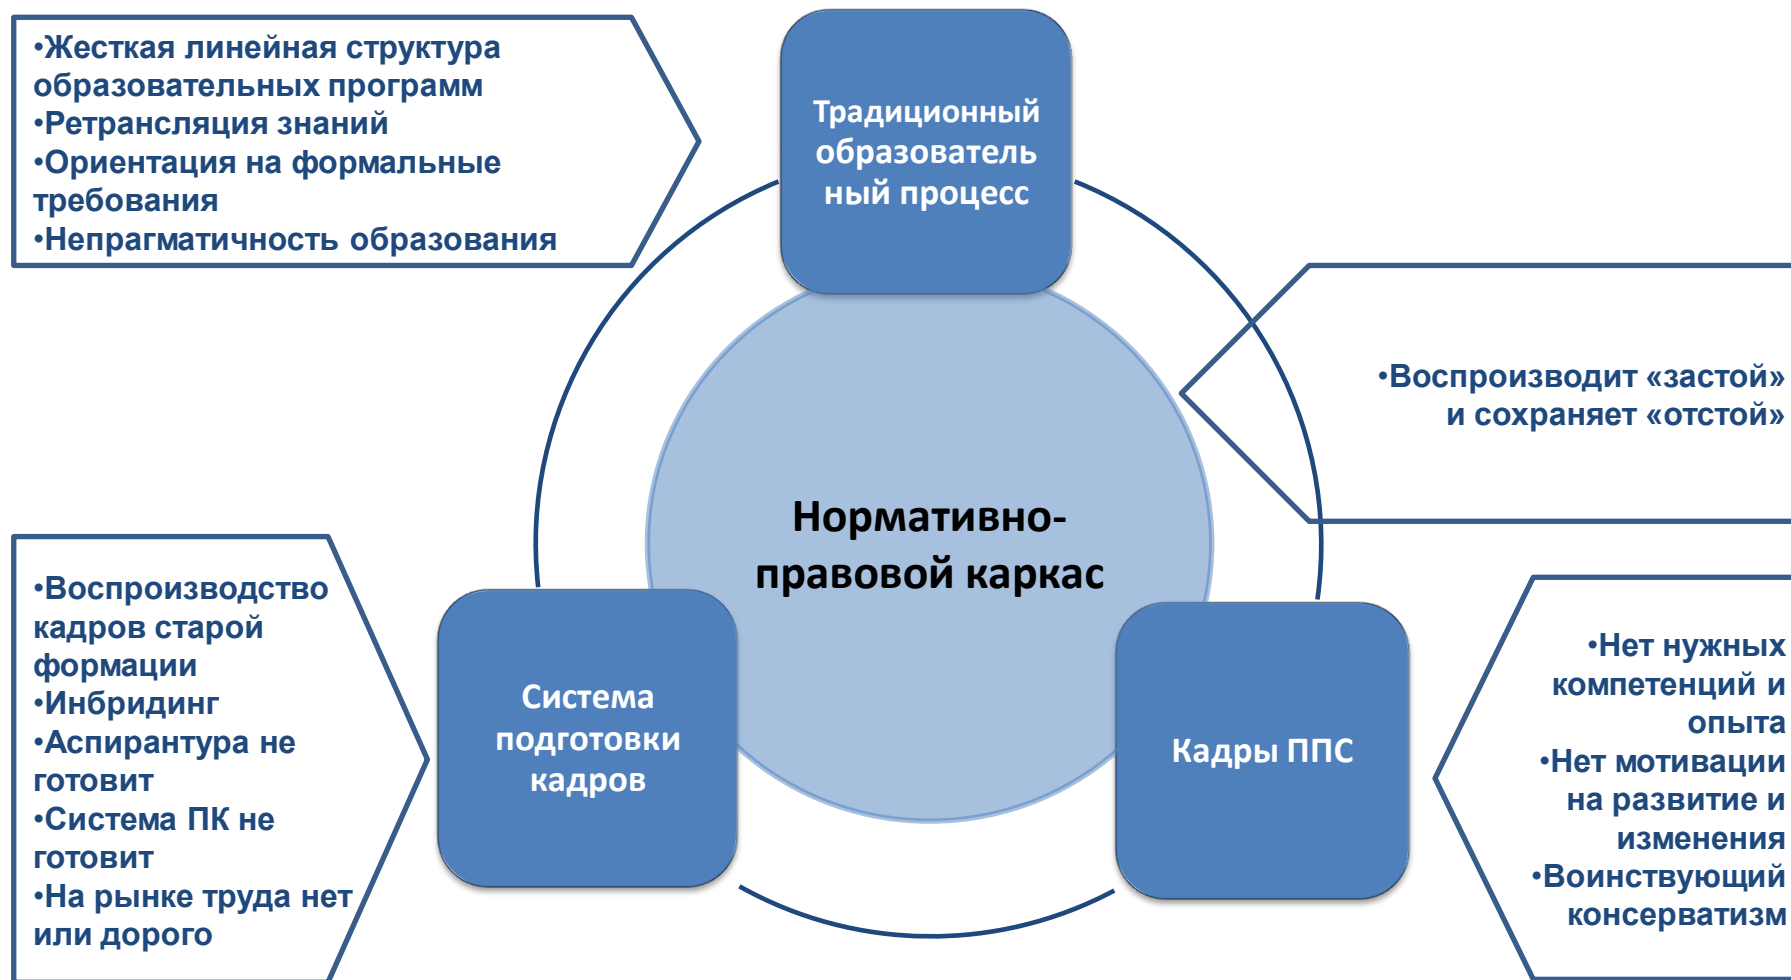 •Жесткая линейная структура
образовательных программ
•Ретрансляция знаний
•Ориентация на формальные
требования
•Непрагматичность образования
Традиционный
образователь
ный процесс
•Воспроизводит «застой»
и сохраняет «отстой»
Нормативно-
правовой каркас
•Воспроизводство
кадров старой
формации
•Инбридинг
•Аспирантура не
готовит
•Система ПК не
готовит
•На рынке труда нет
или дорого
Система
подготовки
кадров
Кадры ППС
•Нет нужных
компетенций и
опыта
•Нет мотивации
на развитие и
изменения
•Воинствующий
консерватизм